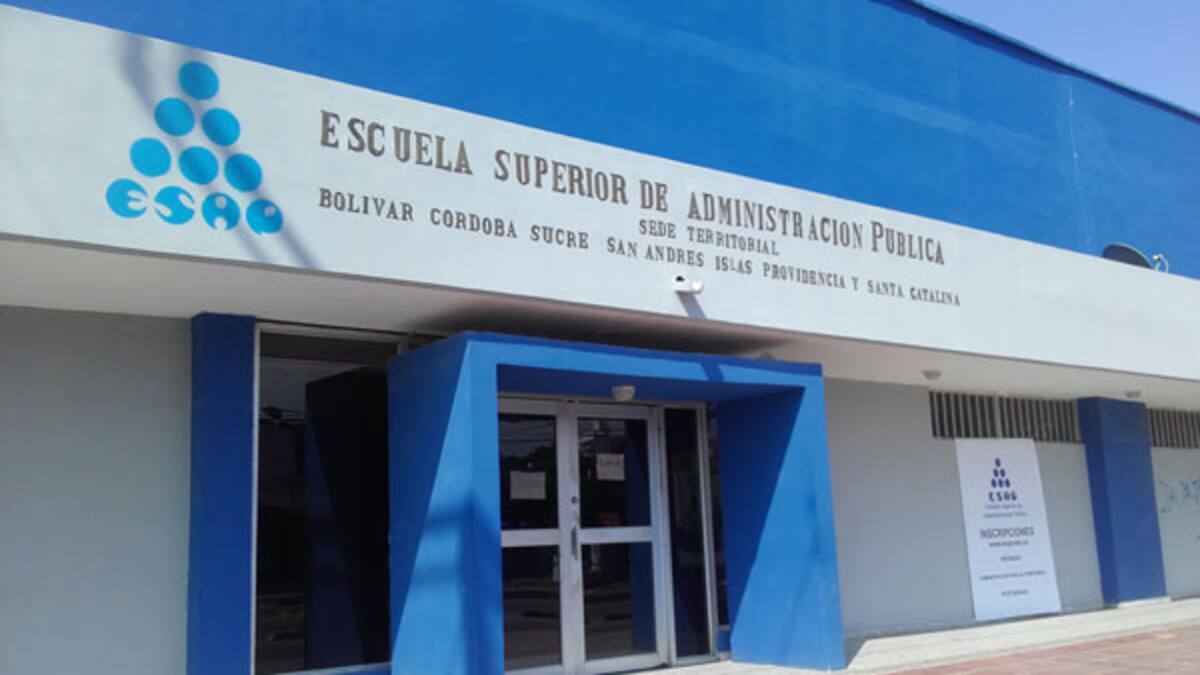 esap
ESCUELA SUPERIOR DE ADMINISTRACION PUBLICA
SEDE TERRITORIAL
BOLIVAR CORDOBA SUCRE SAN ANDRES ISLAS PROVIDENCIA Y SANTA CATALINA
esap
INSCRIPCIONES